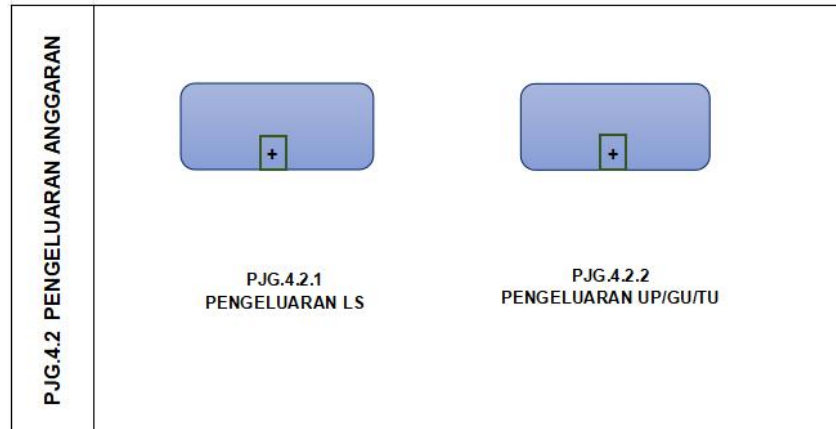 PJG.4.2 PENGELUARAN ANGGARAN
+
+
PJG.4.2.1
PENGELUARAN LS
PJG.4.2.2
PENGELUARAN UP/GU/TU